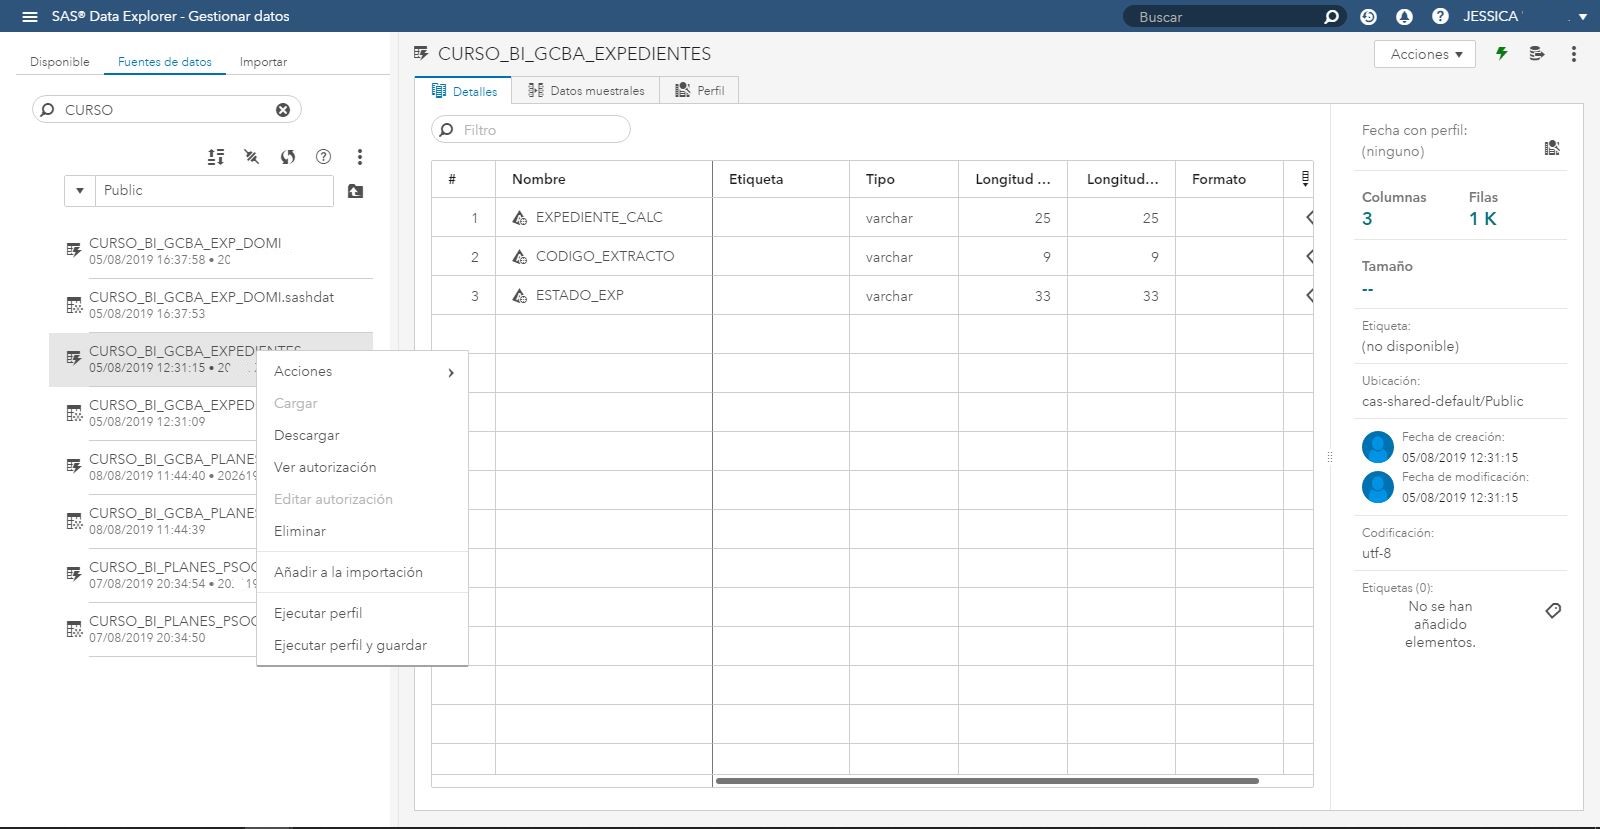 SAS® Data Explorer - Gestionar datos
Buscar
JESSICA
Disponible
Fuentes de datos
Importar
CURSO
Public
CURSO_BI_GCBA_EXP_DOMI
05/08/2019 16:37:58 • 20
CURSO_BI_GCBA_EXP_DOMI.sashdat
05/08/2019 16:37:53
CURSO_BI_GCBA_EXPEDIENTES
05/08/2019 12:31:15 • 20
CURSO_BI_GCBA_EXPED
05/08/2019 12:31:09
CURSO_BI_GCBA_PLANES
08/08/2019 11:44:40 • 202619
CURSO_BI_GCBA_PLANES
08/08/2019 11:44:39
CURSO_BI_PLANES_PSOC
07/08/2019 20:34:54 • 20. 19
CURSO_BI_PLANES_PSOC
07/08/2019 20:34:50
Acciones
Cargar
Descargar
Ver autorización
Editar autorización
Eliminar
Añadir a la importación
Ejecutar perfil
Ejecutar perfil y guardar
CURSO_BI_GCBA_EXPEDIENTES
Acciones
Detalles
Datos muestrales
Perfil
Filtro
# Nombre Etiqueta Tipo Longitud ... Longitud... Formato
1 EXPEDIENTE_CALC varchar 25 25
2 CODIGO_EXTRACTO varchar 9 9
3 ESTADO_EXP varchar 33 33
Fecha con perfil:
(ninguno)
Columnas Filas
3 1 K
Tamaño
--
Etiqueta:
(no disponible)
Ubicación:
cas-shared-default/Public
Fecha de creación:
05/08/2019 12:31:15
Fecha de modificación:
05/08/2019 12:31:15
Codificación:
utf-8
Etiquetas (0):
No se han
añadido
elementos.